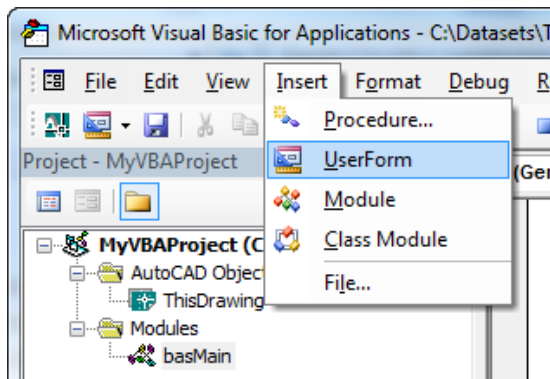 Microsoft Visual Basic for Applications - C:\Datasets\
File Edit View Insert Format Debug
Procedure...
Project - MyVBAProject
UserForm
(Ger
Module
Class Module
MyVBAProject (C
AutoCAD Objec
File...
ThisDrawing
Modules
basMain